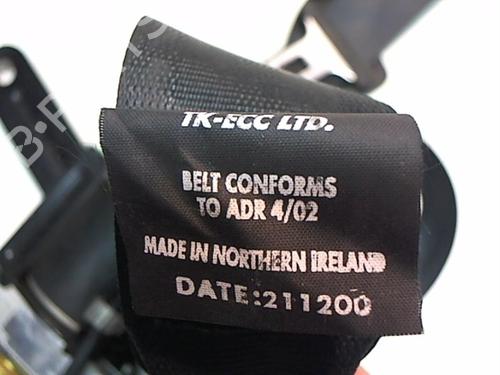 TK-ECC LTD.
BELT CONFORMS
TO ADR 4/02
MADE IN NORTHERN IRELAND
DATE:211200